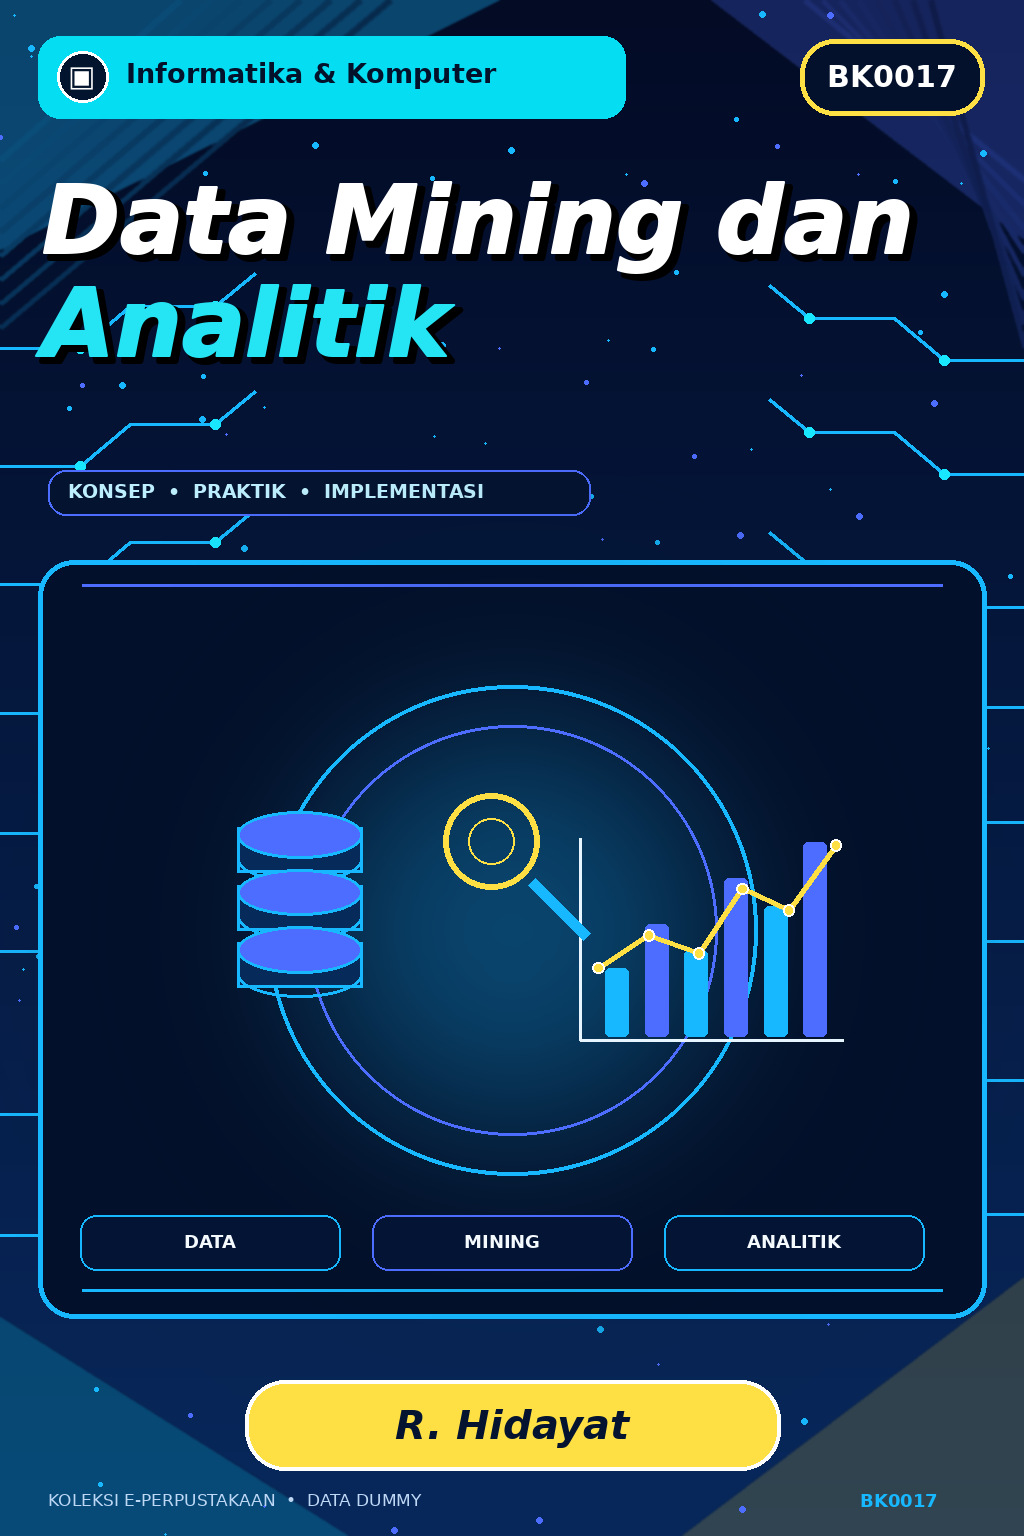 Informatika & Komputer
BK0017
Data Mining dan
Analitik
KONSEP • PRAKTIK • IMPLEMENTASI
DATA
MINING
ANALITIK
R. Hidayat
KOLEKSI E-PERPUSTAKAAN • DATA DUMMY
BK0017